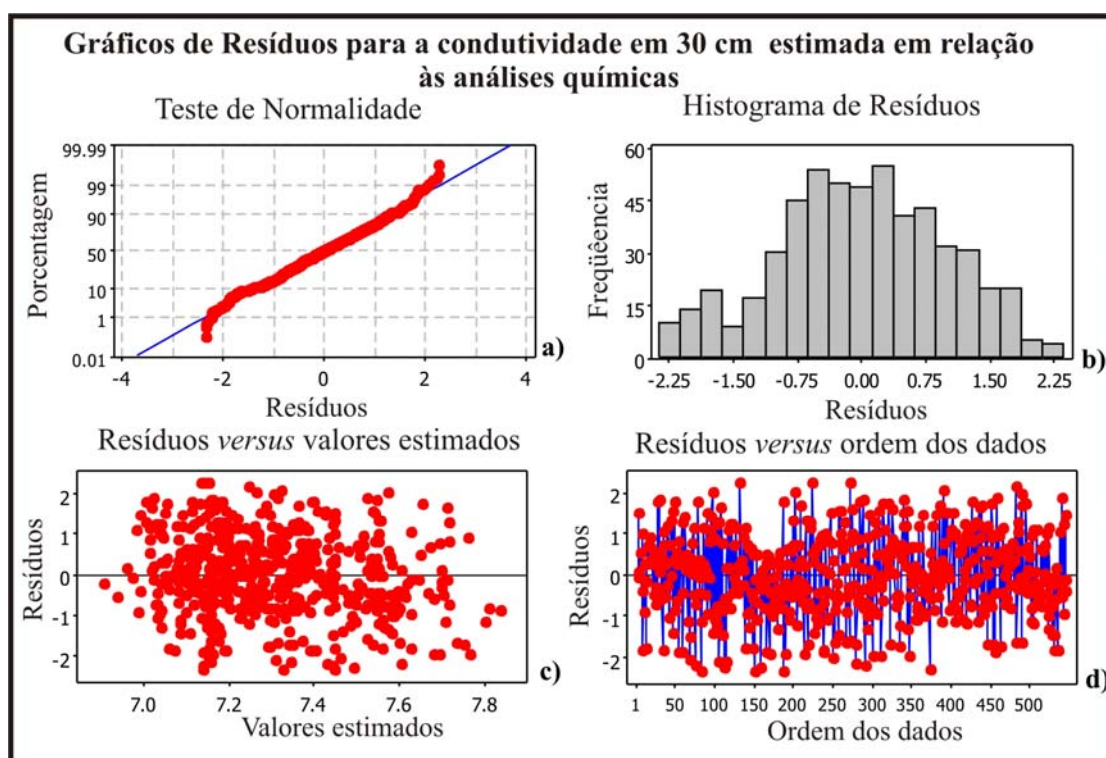 Gráficos de Resíduos para a condutividade em 30 cm estimada em relação
às análises químicas
Teste de Normalidade
99.99
99
90
50
10
1
0.01
Porcentagem
-4
-2
0
2
4
Resíduos
a)
Histograma de Resíduos
60
45
30
15
0
Freqüêencia
-2.25
-1.50
-0.75
0.00
0.75
1.50
2.25
Resíduos
b)
Resíduos versus valores estimados
2
1
0
-1
-2
Resíduos
7.0
7.2
7.4
7.6
7.8
Valores estimados
c)
Resíduos versus ordem dos dados
2
1
0
-1
-2
Resíduos
1
50
100
150
200
250
300
350
400
450
500
Ordem dos dados
d)